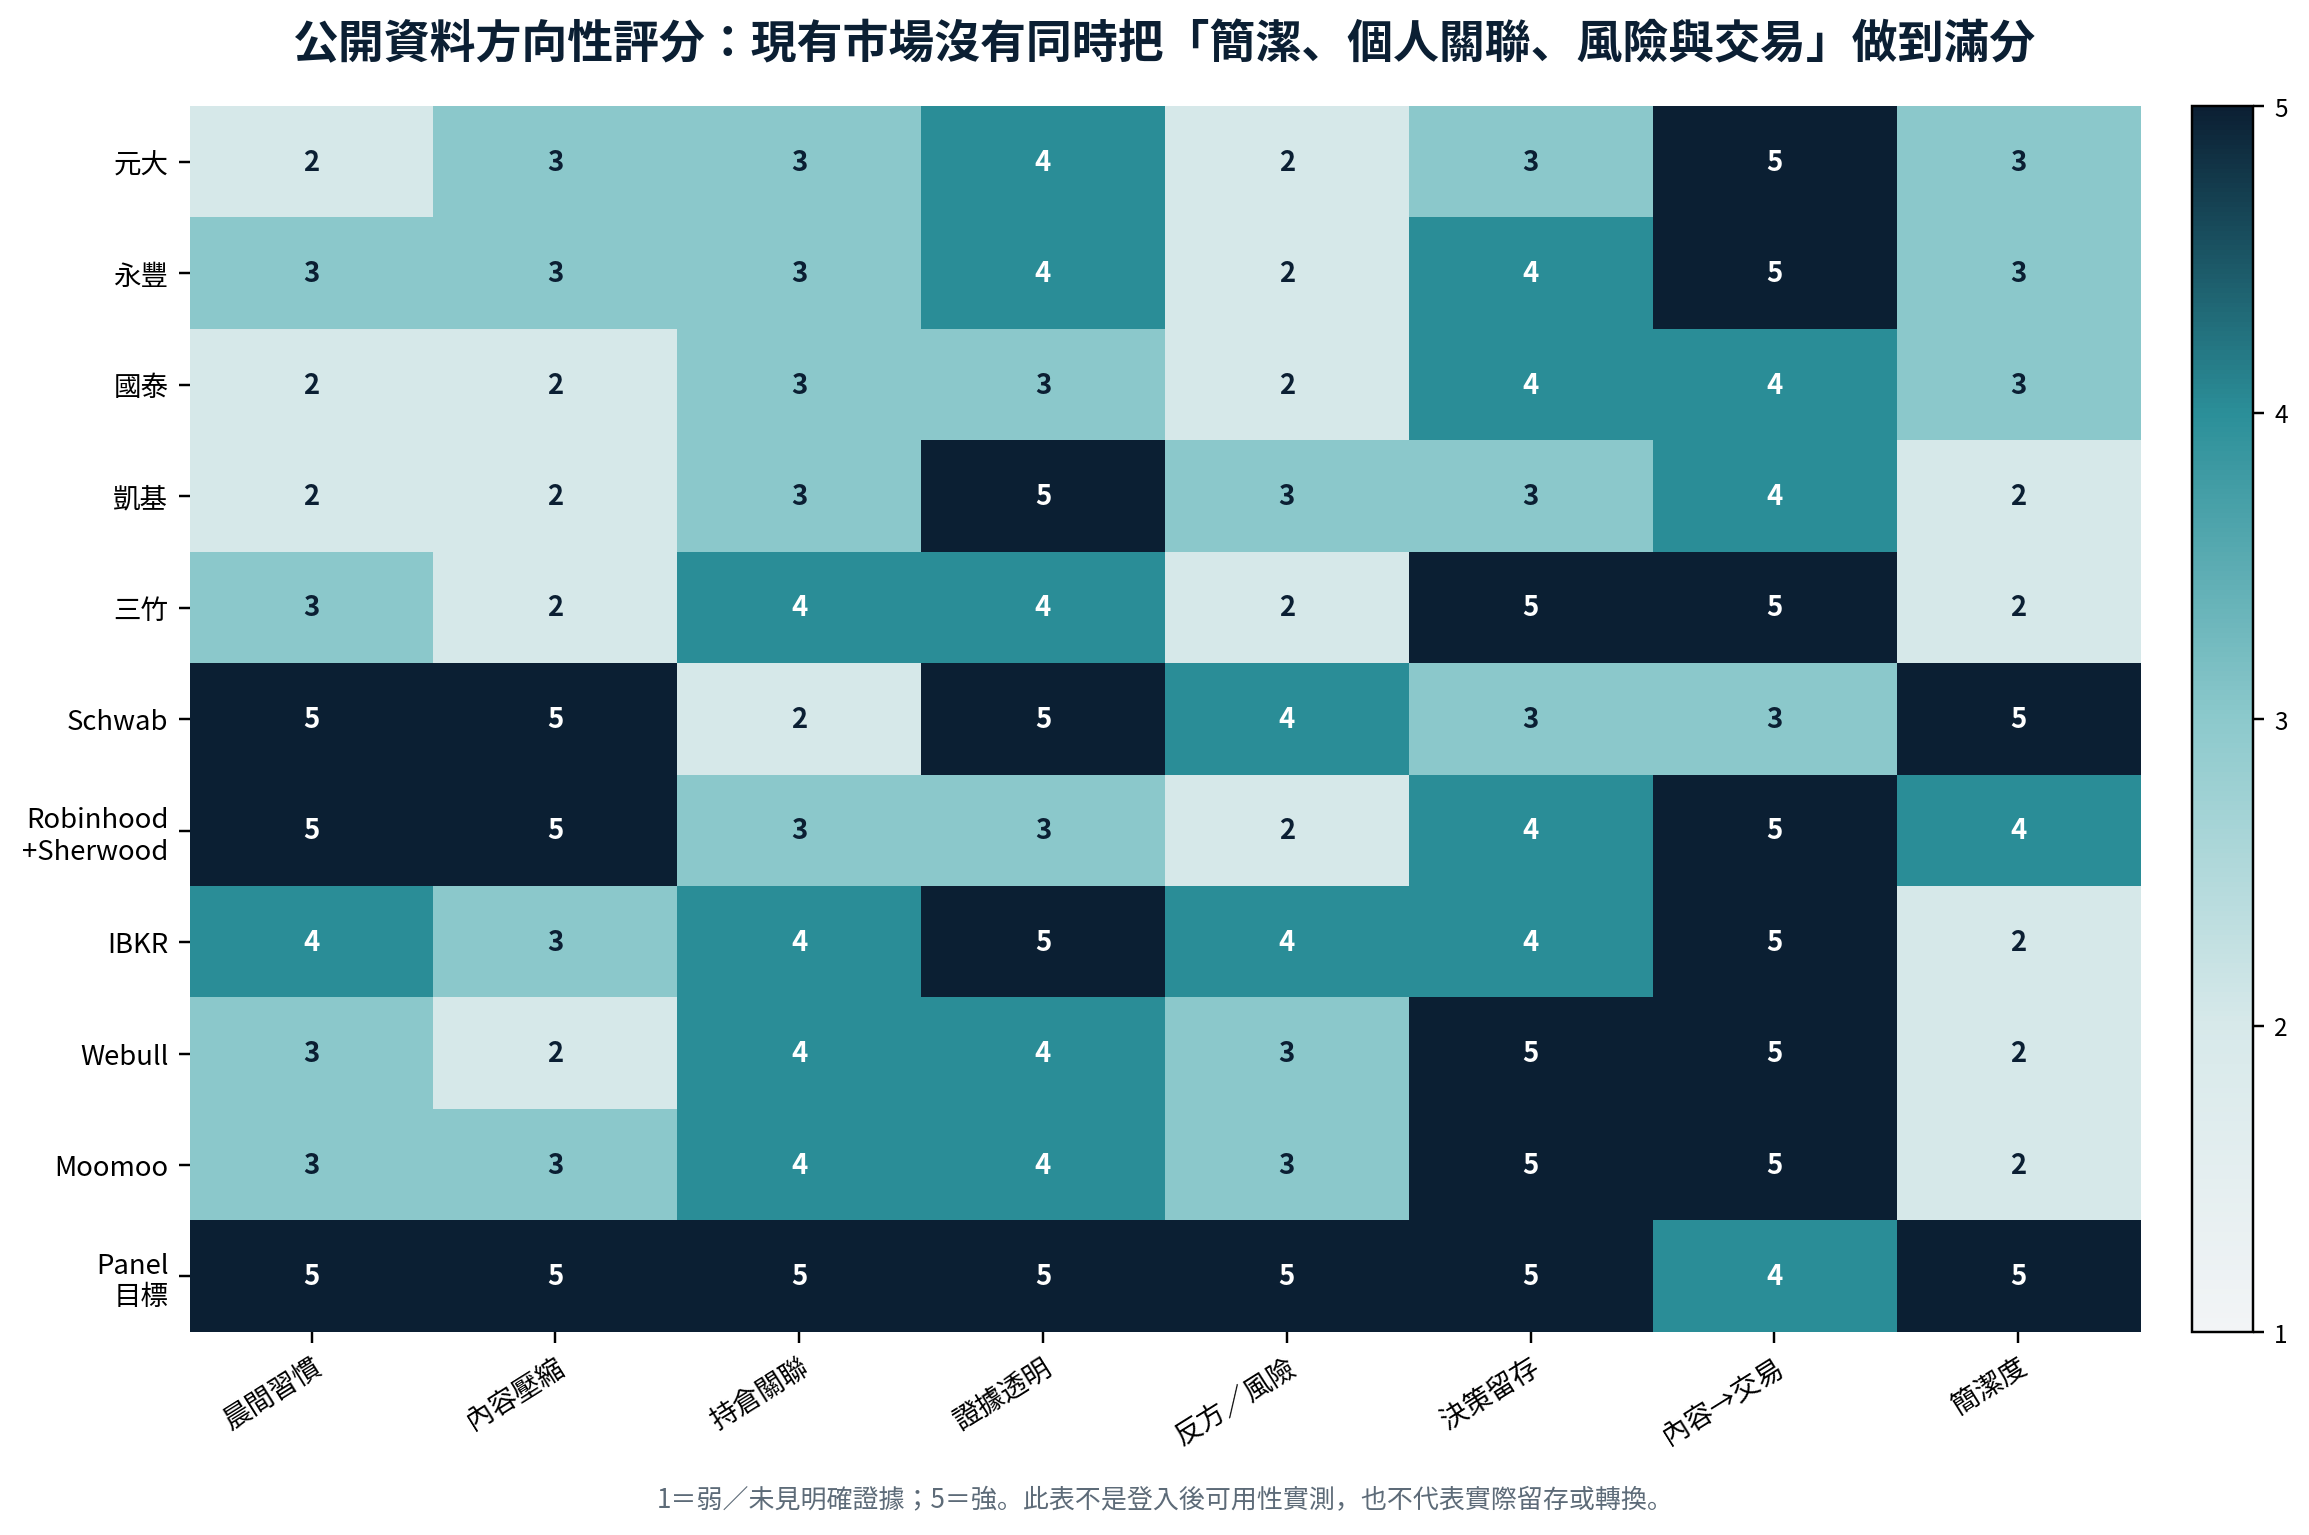 公開資料方向性評分：現有市場沒有同時把「簡潔、個人關聯、風險與交易」做到滿分
元大 2 3 3 4 2 3 5 3
永豐 3 3 3 4 2 4 5 3
國泰 2 2 3 3 2 4 4 3
凱基 2 2 3 5 3 3 4 2
三竹 3 2 4 4 2 5 5 2
Schwab 5 5 2 5 4 3 3 5
Robinhood
+Sherwood 5 5 3 3 2 4 5 4
IBKR 4 3 4 5 4 4 5 2
Webull 3 2 4 4 3 5 5 2
Moomoo 3 3 4 4 3 5 5 2
Panel
目標 5 5 5 5 5 5 4 5
晨間習慣 內容壓縮 持倉關聯 證據透明 反方／風險 決策留存 內容→交易 簡潔度
5
4
3
2
1
1＝弱／未見明確證據；5＝強。此表不是登入後可用性實測，也不代表實際留存或轉換。